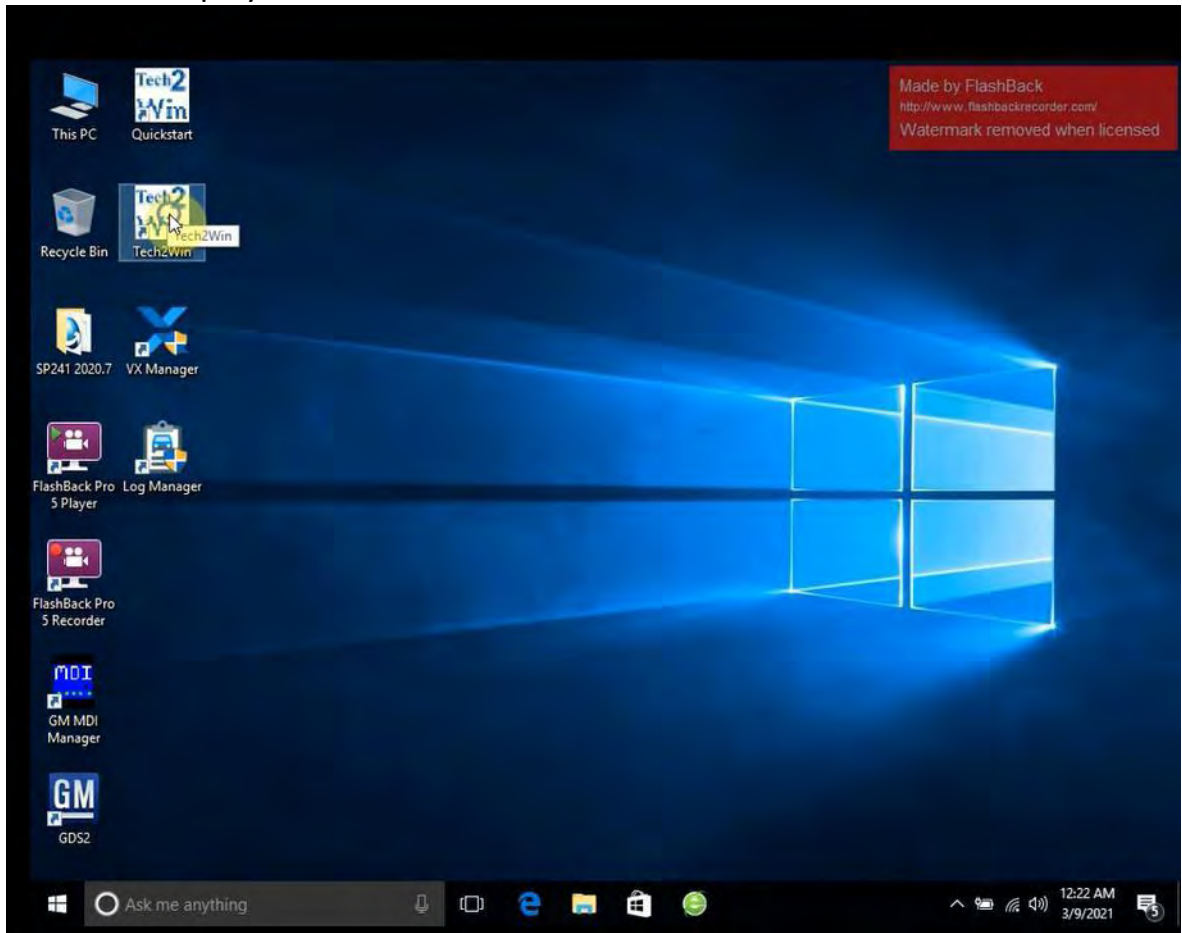 This PC
Tech2
Win
Quickstart
Made by FlashBack
http://www.flashbackrecorder.com/
Watermark removed when licensed
Recycle Bin
Tech2
Tech2Win
Tech2Win
SP241 2020.7
VX Manager
FlashBack Pro
5 Player
Log Manager
FlashBack Pro
5 Recorder
MDI
GM MDI
Manager
GM
GDS2
Ask me anything
12:22 AM
3/9/2021
5